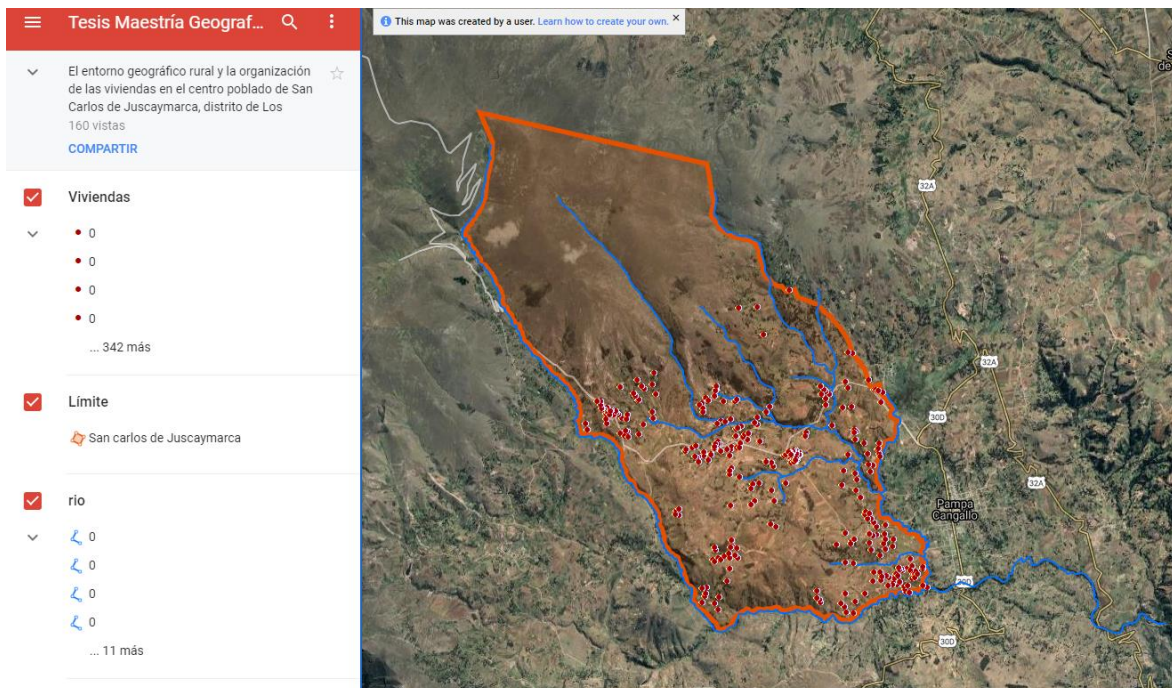 Tesis Maestría Geograf...
El entorno geográfico rural y la organización
de las viviendas en el centro poblado de San
Carlos de Juscaymarca, distrito de Los
160 vistas
COMPARTIR
Viviendas
0
0
0
0
... 342 más
Límite
San carlos de Juscaymarca
rio
0
0
0
0
... 11 más
This map was created by a user. Learn how to create your own.
32A
32A
30D
32A
Pampa
Cangallo
30D
30D